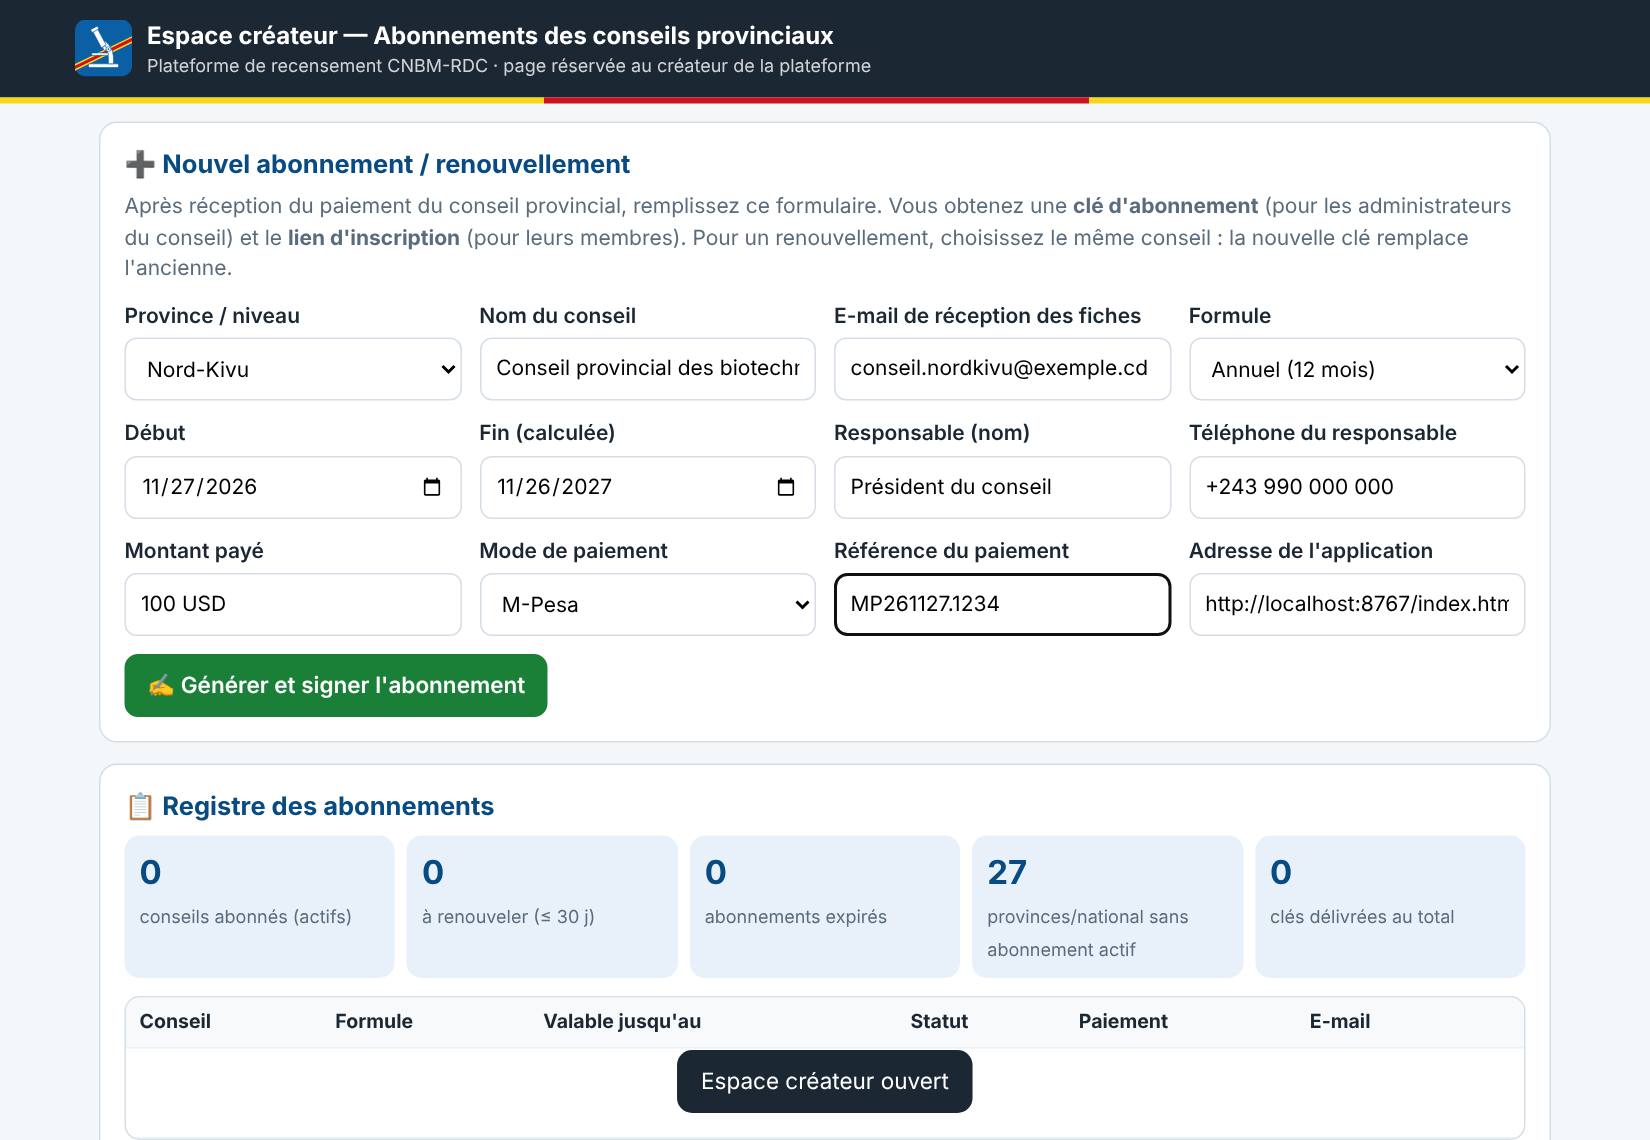 Espace créateur — Abonnements des conseils provinciaux
Plateforme de recensement CNBM-RDC · page réservée au créateur de la plateforme
➕ Nouvel abonnement / renouvellement
Après réception du paiement du conseil provincial, remplissez ce formulaire. Vous obtenez une clé d'abonnement (pour les administrateurs
du conseil) et le lien d'inscription (pour leurs membres). Pour un renouvellement, choisissez le même conseil : la nouvelle clé remplace
l'ancienne.
Province / niveau Nom du conseil E-mail de réception des fiches Formule
Nord-Kivu Conseil provincial des conseil.nordkivu@exemple.cd Annuel (12 mois)
Début Fin (calculée) Responsable (nom) Téléphone du responsable
11/27/2026 11/26/2027 Président du conseil +243 990 000 000
Montant payé Mode de paiement Référence du paiement Adresse de l'application
100 USD M-Pesa MP261127.1234 http://localhost:8767/index.htm
✍ Générer et signer l'abonnement
📋 Registre des abonnements
0 0 0 27 0
conseils abonnés (actifs) à renouveler (≤ 30 j) abonnements expirés provinces/national sans clés délivrées au total
abonnement actif
Conseil Formule Valable jusqu'au Statut Paiement E-mail
Espace créateur ouvert